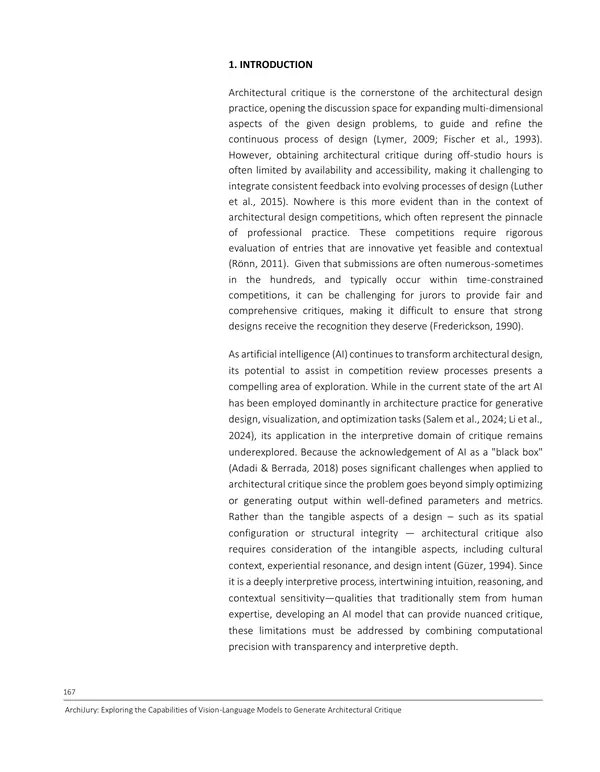 1. INTRODUCTION
Architectural critique is the cornerstone of the architectural design
practice, opening the discussion space for expanding multi-dimensional
aspects of the given design problems, to guide and refine the
continuous process of design (Lymer, 2009; Fischer et al., 1993).
However, obtaining architectural critique during off-studio hours is
often limited by availability and accessibility, making it challenging to
integrate consistent feedback into evolving processes of design (Luther
et al., 2015). Nowhere is this more evident than in the context of
architectural design competitions, which often represent the pinnacle
of professional practice. These competitions require rigorous
evaluation of entries that are innovative yet feasible and contextual
(Rönn, 2011). Given that submissions are often numerous-sometimes
in the hundreds, and typically occur within time-constrained
competitions, it can be challenging for jurors to provide fair and
comprehensive critiques, making it difficult to ensure that strong
designs receive the recognition they deserve (Frederickson, 1990).
As artificial intelligence (AI) continues to transform architectural design,
its potential to assist in competition review processes presents a
compelling area of exploration. While in the current state of the art AI
has been employed dominantly in architecture practice for generative
design, visualization, and optimization tasks (Salem et al., 2024; Li et al.,
2024), its application in the interpretive domain of critique remains
underexplored. Because the acknowledgement of AI as a "black box"
(Adadi & Berrada, 2018) poses significant challenges when applied to
architectural critique since the problem goes beyond simply optimizing
or generating output within well-defined parameters and metrics.
Rather than the tangible aspects of a design – such as its spatial
configuration or structural integrity — architectural critique also
requires consideration of the intangible aspects, including cultural
context, experiential resonance, and design intent (Güzer, 1994). Since
it is a deeply interpretive process, intertwining intuition, reasoning, and
contextual sensitivity—qualities that traditionally stem from human
expertise, developing an AI model that can provide nuanced critique,
these limitations must be addressed by combining computational
precision with transparency and interpretive depth.
167
ArchiJury: Exploring the Capabilities of Vision-Language Models to Generate Architectural Critique